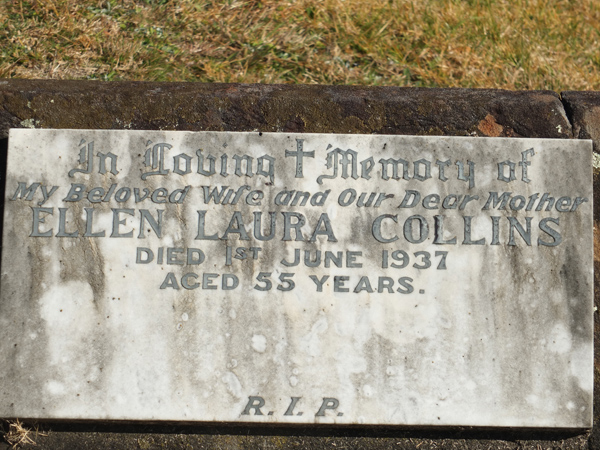 In Loving ✝ Memory of
My Beloved Wife and Our Dear Mother
ELLEN LAURA COLLINS
DIED 1ST JUNE 1937
AGED 55 YEARS.
R.I.P.